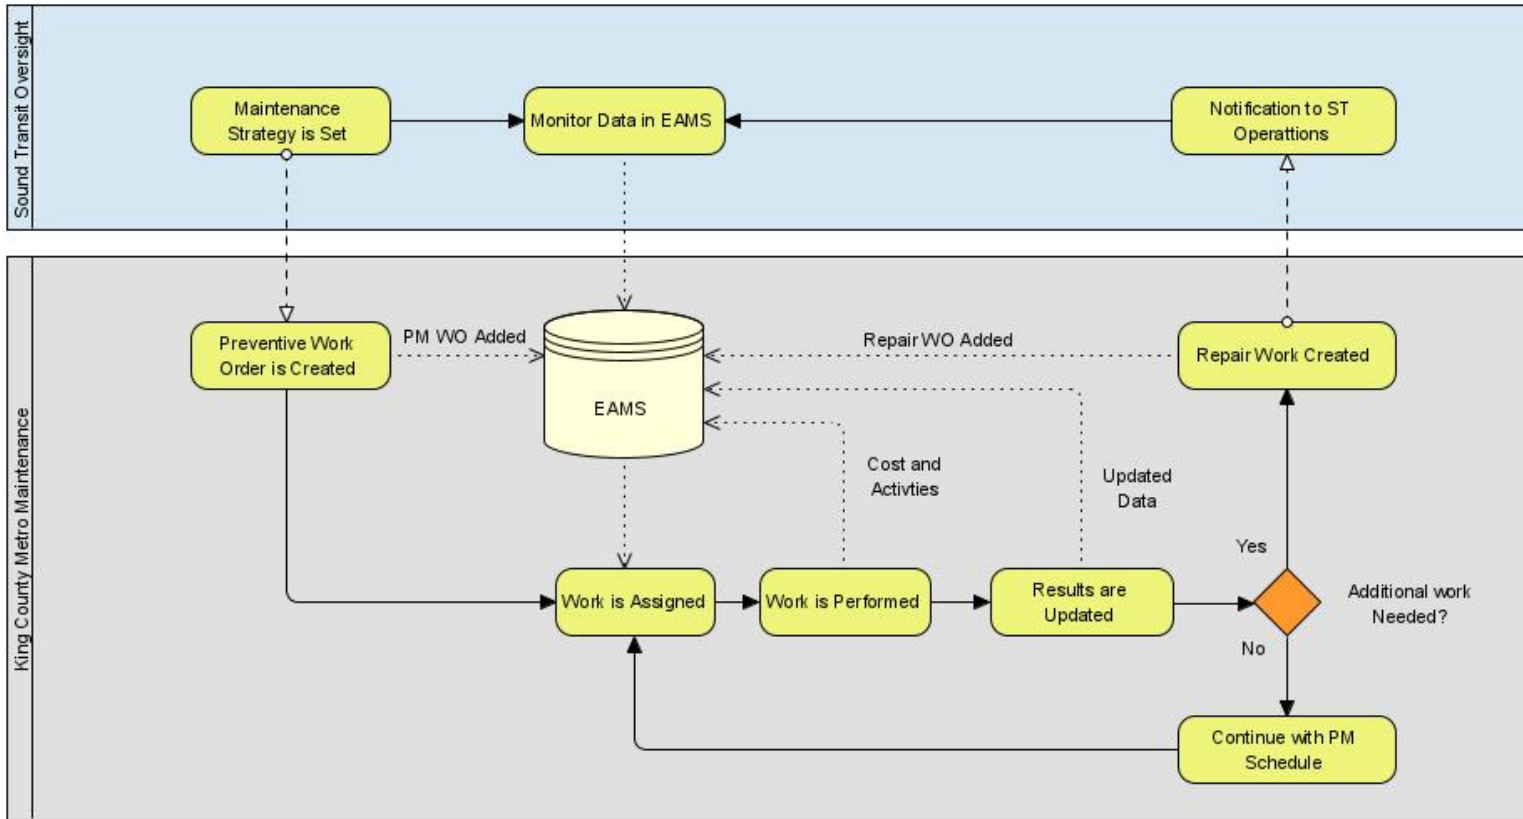 Sound Transit Oversight
Maintenance
Strategy is Set
Monitor Data in EAMS
Notification to ST
Operattions
King County Metro Maintenance
Preventive Work
Order is Created
PM WO Added
EAMS
Repair WO Added
Repair Work Created
Cost and
Activties
Updated
Data
Yes
Work is Assigned
Work is Performed
Results are
Updated
Additional work
Needed?
No
Continue with PM
Schedule